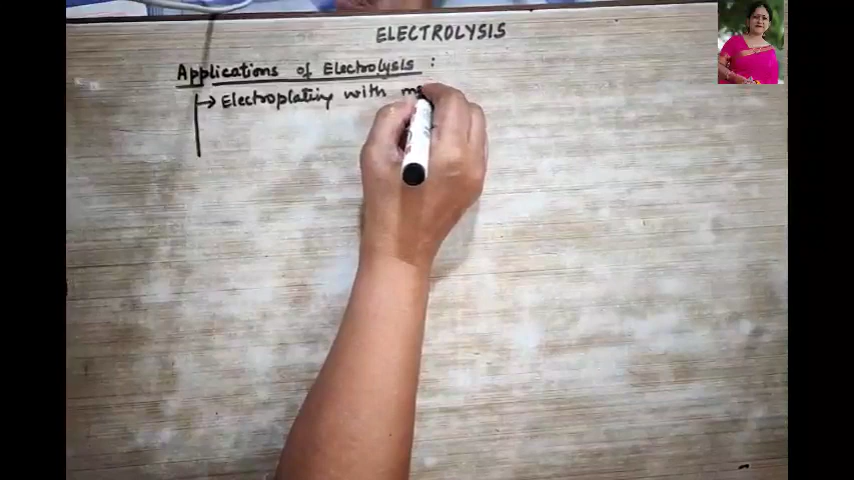 ELECTROLYSIS
Applications of Electrolysis :
→ Electroplating with